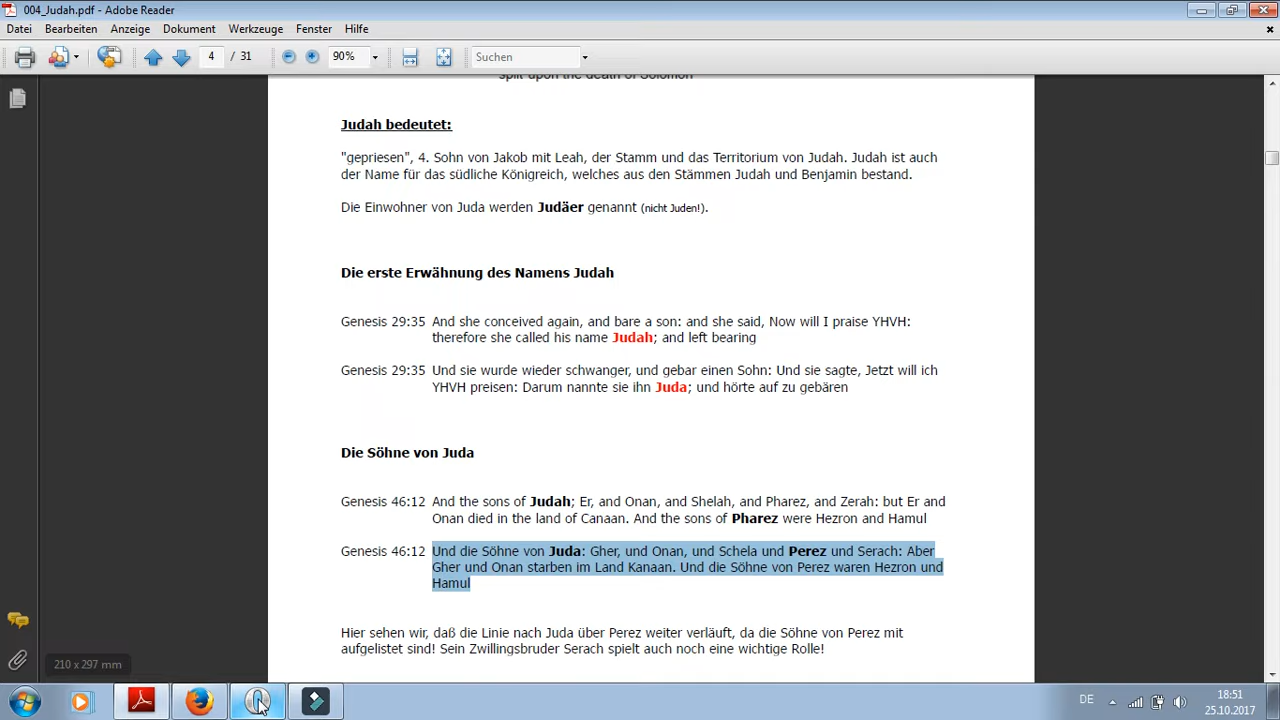 004_Judah.pdf - Adobe Reader
Datei Bearbeiten Anzeige Dokument Werkzeuge Fenster Hilfe
4 / 31 90% Suchen
split upon the death of Solomon
Judah bedeutet:
"gepriesen", 4. Sohn von Jakob mit Leah, der Stamm und das Territorium von Judah. Judah ist auch
der Name für das südliche Königreich, welches aus den Stämmen Judah und Benjamin bestand.
Die Einwohner von Juda werden Judäer genannt (nicht Juden!).
Die erste Erwähnung des Namens Judah
Genesis 29:35 And she conceived again, and bare a son: and she said, Now will I praise YHVH:
therefore she called his name Judah; and left bearing
Genesis 29:35 Und sie wurde wieder schwanger, und gebar einen Sohn: Und sie sagte, Jetzt will ich
YHVH preisen: Darum nannte sie ihn Juda; und hörte auf zu gebären
Die Söhne von Juda
Genesis 46:12 And the sons of Judah; Er, and Onan, and Shelah, and Pharez, and Zerah: but Er and
Onan died in the land of Canaan. And the sons of Pharez were Hezron and Hamul
Genesis 46:12 Und die Söhne von Juda: Gher, und Onan, und Schela und Perez und Serach: Aber
Gher und Onan starben im Land Kanaan. Und die Söhne von Perez waren Hezron und
Hamul
Hier sehen wir, daß die Linie nach Juda über Perez weiter verläuft, da die Söhne von Perez mit
aufgelistet sind! Sein Zwillingsbruder Serach spielt auch noch eine wichtige Rolle!
210 x 297 mm
DE
18:51
25.10.2017